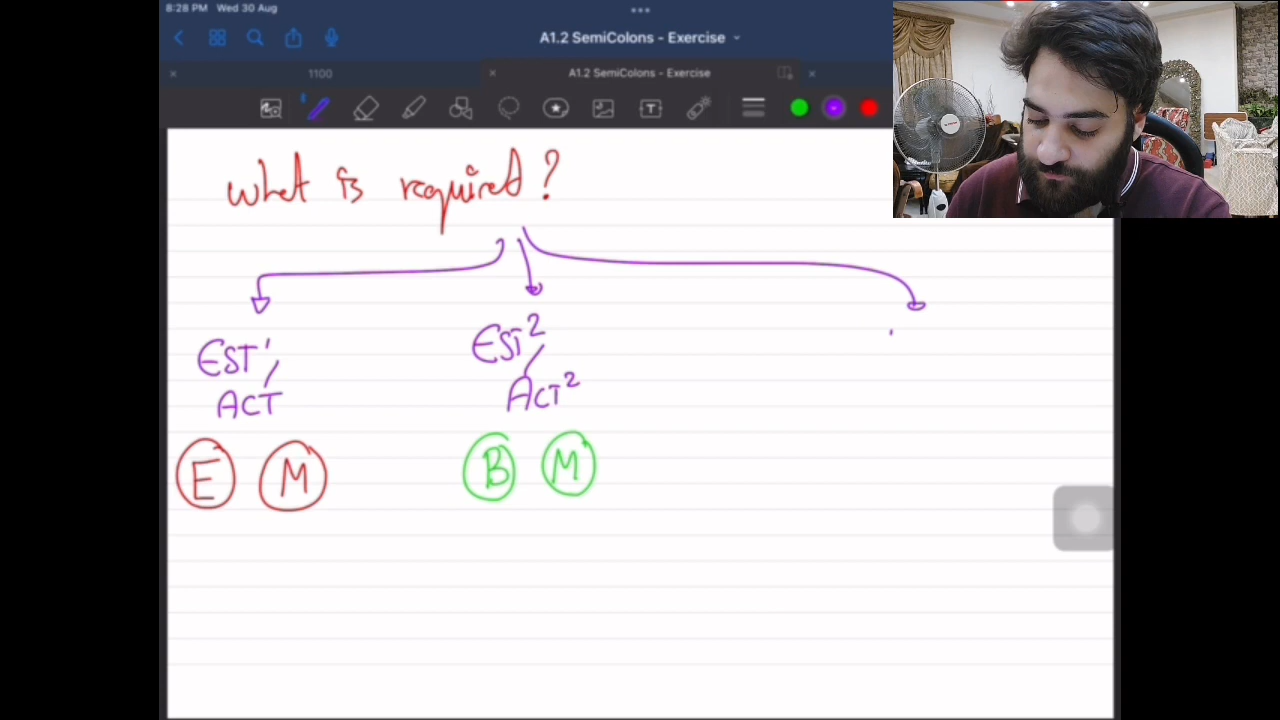 8:28 PM Wed 30 Aug
A1.2 SemiColons - Exercise
1100
A1.2 SemiColons - Exercise
What is required?
EST' /
ACT
E M
EST² /
ACT²
B M